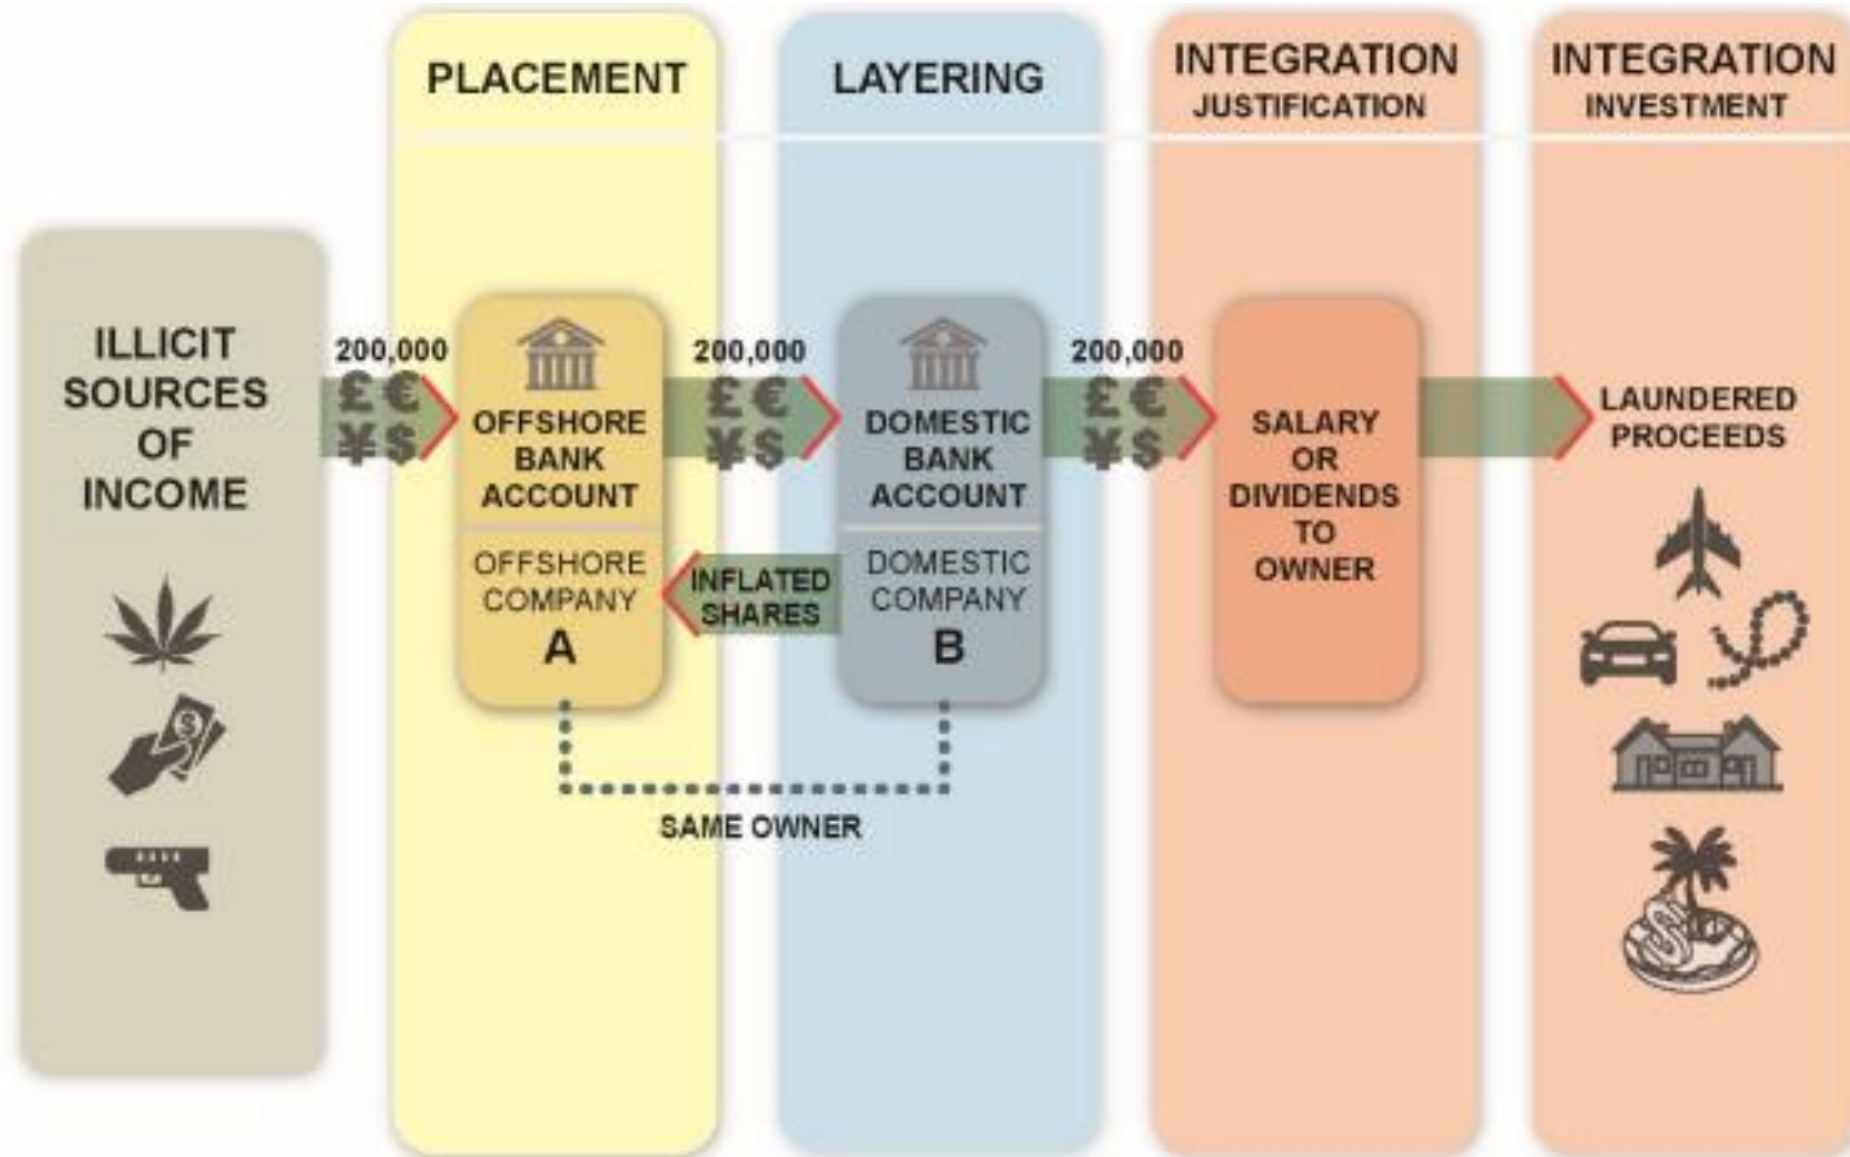 PLACEMENT
LAYERING
INTEGRATION
JUSTIFICATION
INTEGRATION
INVESTMENT
ILLICIT
SOURCES
OF
INCOME
200,000
£ €
¥ $
OFFSHORE
BANK
ACCOUNT
OFFSHORE
COMPANY
A
200,000
£ €
¥ $
INFLATED
SHARES
DOMESTIC
BANK
ACCOUNT
DOMESTIC
COMPANY
B
SAME OWNER
200,000
£ €
¥ $
SALARY
OR
DIVIDENDS
TO
OWNER
LAUNDERED
PROCEEDS